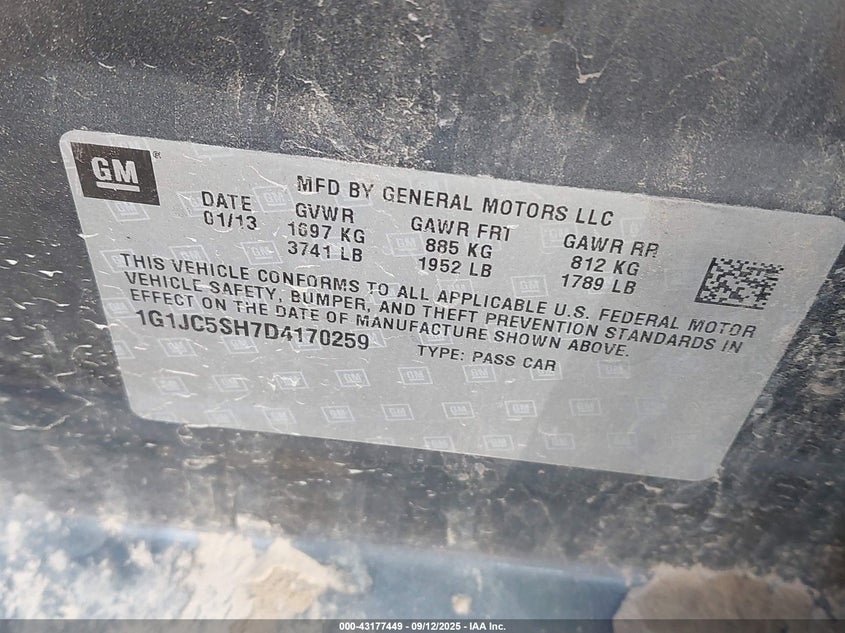 GM®
MFD BY GENERAL MOTORS LLC
DATE GVWR GAWR FRT GAWR RR
01/13 1697 KG 885 KG 812 KG
3741 LB 1952 LB 1789 LB
THIS VEHICLE CONFORMS TO ALL APPLICABLE U.S. FEDERAL MOTOR
VEHICLE SAFETY, BUMPER, AND THEFT PREVENTION STANDARDS IN
EFFECT ON THE DATE OF MANUFACTURE SHOWN ABOVE.
1G1JC5SH7D4170259 TYPE: PASS CAR
000-43177449 - 09/12/2025 - IAA Inc.